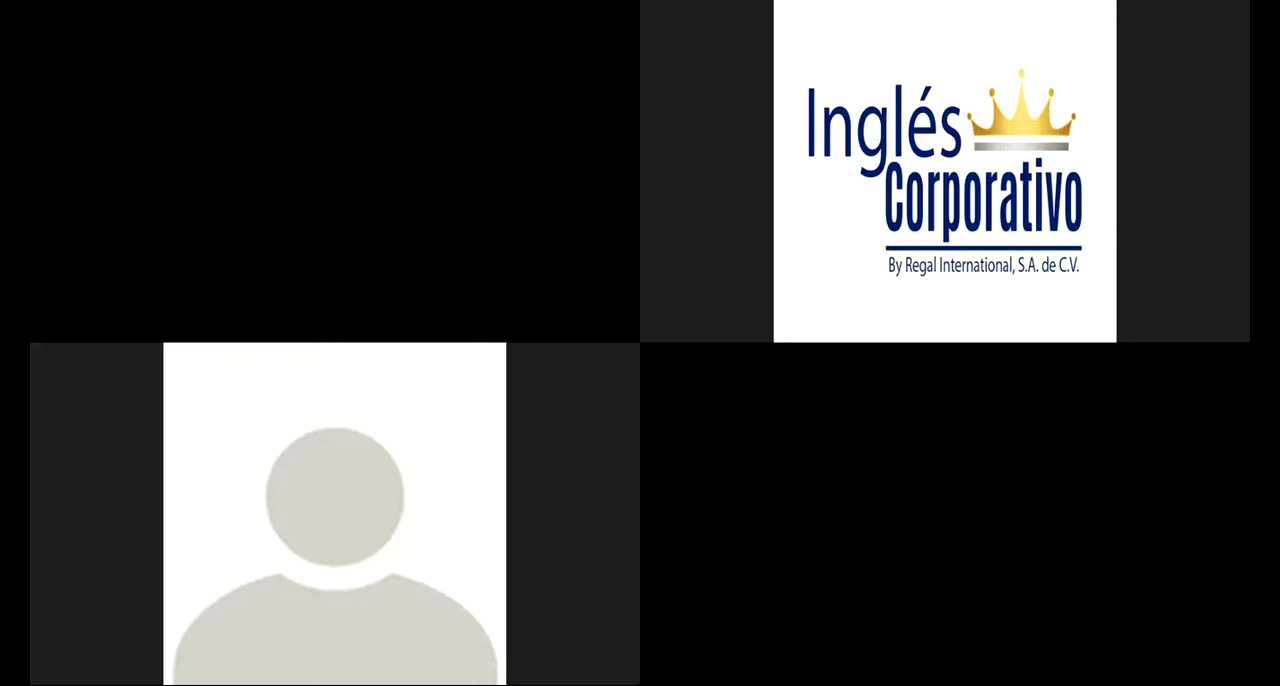 Inglés
Corporativo
By Regal International, S.A. de C.V.